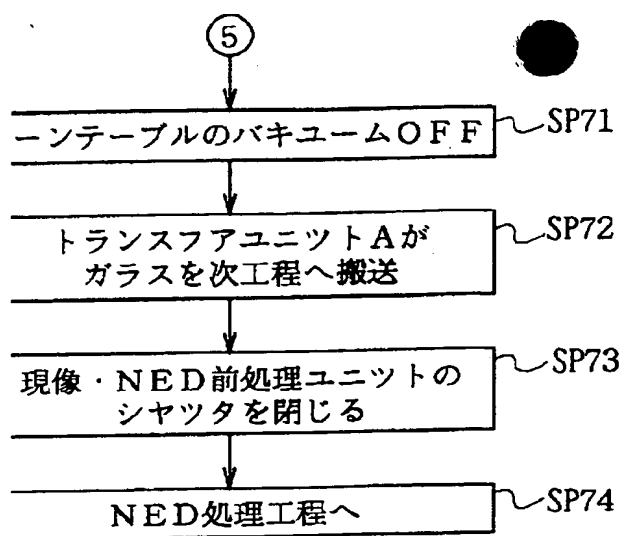 5
ーンテーブルのバキユームOFF
SP71
トランスフアユニツトAが
ガラスを次工程へ搬送
SP72
現像・NED前処理ユニツトの
シヤツタを閉じる
SP73
NED処理工程へ
SP74